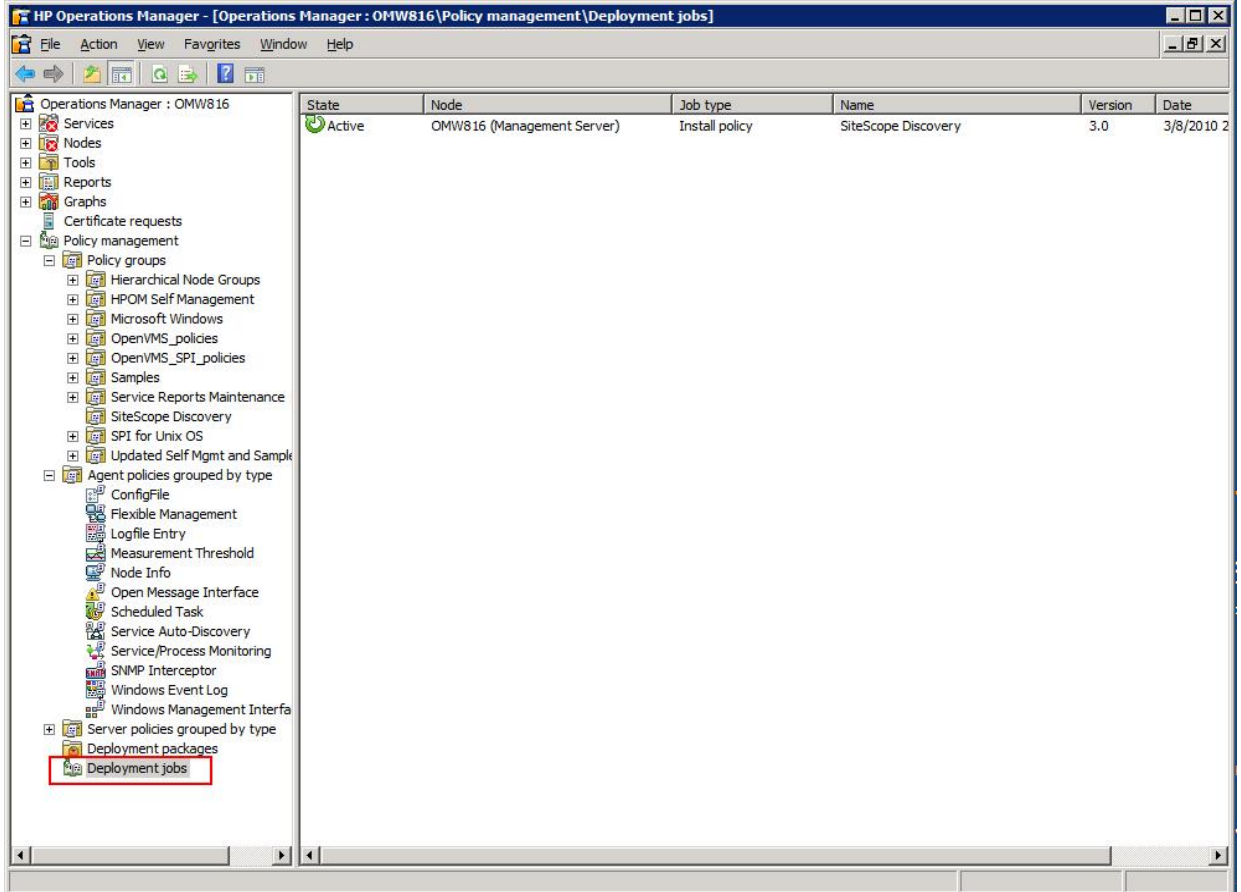 HP Operations Manager - [Operations Manager : OMW816\Policy management\Deployment jobs]
File Action View Favorites Window Help
Operations Manager : OMW816
Services
Nodes
Tools
Reports
Graphs
Certificate requests
Policy management
Policy groups
Hierarchical Node Groups
HPOM Self Management
Microsoft Windows
OpenVMS_policies
OpenVMS_SPI_policies
Samples
Service Reports Maintenance
SiteScope Discovery
SPI for Unix OS
Updated Self Mgmt and Sample
Agent policies grouped by type
ConfigFile
Flexible Management
Logfile Entry
Measurement Threshold
Node Info
Open Message Interface
Scheduled Task
Service Auto-Discovery
Service/Process Monitoring
SNMP Interceptor
Windows Event Log
Windows Management Interfa
Server policies grouped by type
Deployment packages
Deployment jobs
State Node Job type Name Version Date
Active OMW816 (Management Server) Install policy SiteScope Discovery 3.0 3/8/2010 2